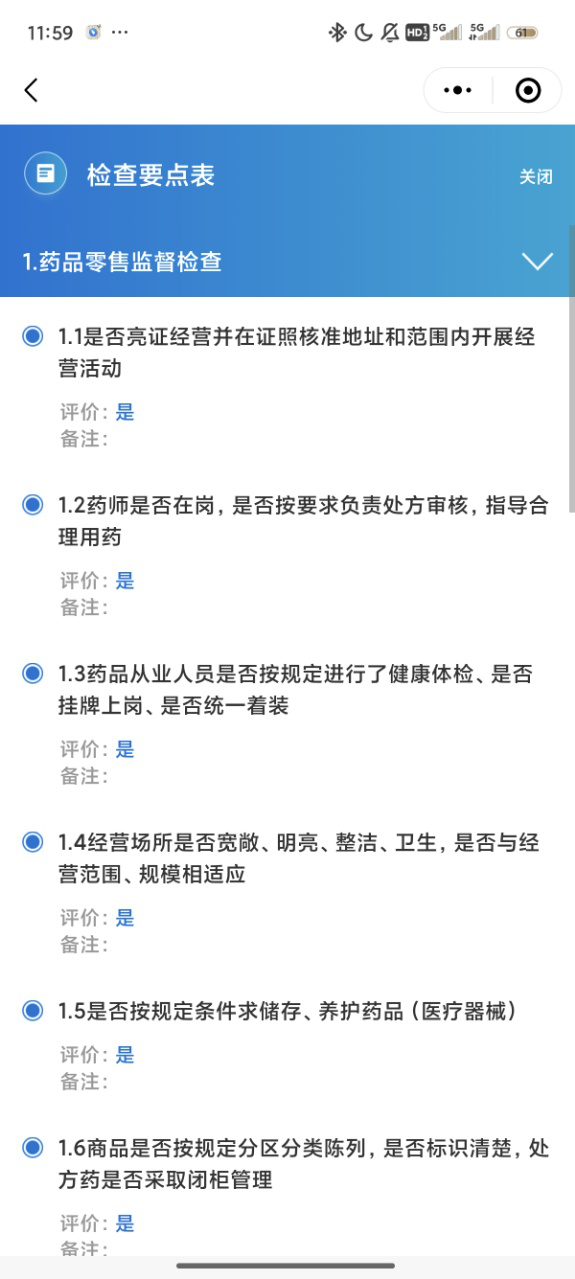 11:59
HD 1 2 5G 5G 61
检查要点表
关闭
1.药品零售监督检查
1.1是否亮证经营并在证照核准地址和范围内开展经
营活动
评价：是
备注：
1.2药师是否在岗，是否按要求负责处方审核，指导合
理用药
评价：是
备注：
1.3药品从业人员是否按规定进行了健康体检、是否
挂牌上岗、是否统一着装
评价：是
备注：
1.4经营场所是否宽敞、明亮、整洁、卫生，是否与经
营范围、规模相适应
评价：是
备注：
1.5是否按规定条件求储存、养护药品（医疗器械）
评价：是
备注：
1.6商品是否按规定分区分类陈列，是否标识清楚，处
方药是否采取闭柜管理
评价：是
备注：